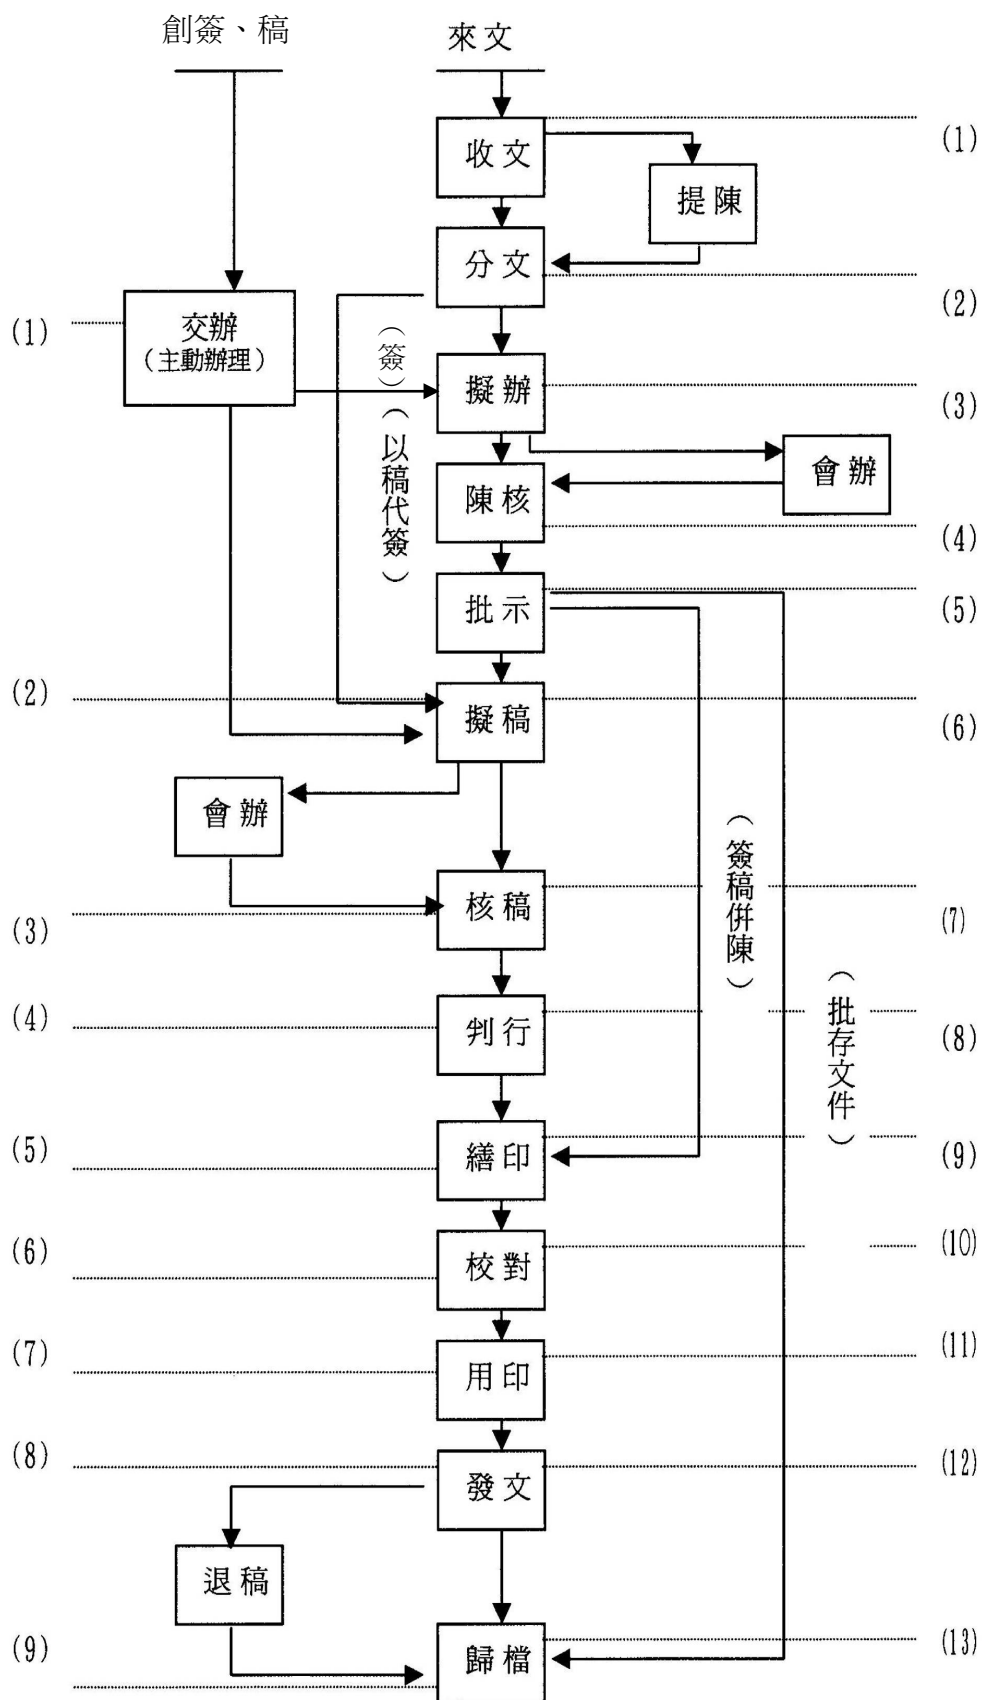 創簽、稿
來文
收文
(1)
提陳
分文
(2)
(1)
交辦
（主動辦理）
（簽）
擬辦
(3)
（以稿代簽）
會辦
陳核
(4)
批示
(5)
(2)
擬稿
(6)
會辦
（簽稿併陳）
核稿
(7)
(3)
（批存文件）
(4)
判行
(8)
(5)
繕印
(9)
(6)
校對
(10)
(7)
用印
(11)
(8)
發文
(12)
退稿
(9)
歸檔
(13)